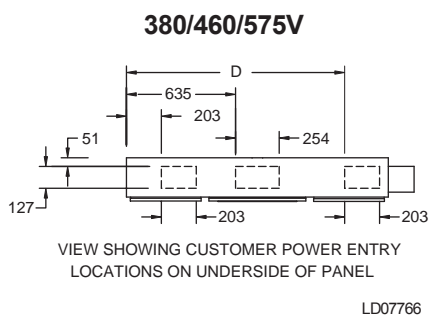 380/460/575V
D
635
203
51
254
127
203
203
VIEW SHOWING CUSTOMER POWER ENTRY
LOCATIONS ON UNDERSIDE OF PANEL
LD07766